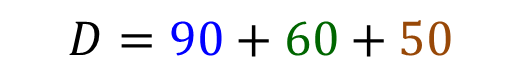 D = 90 + 60 + 50